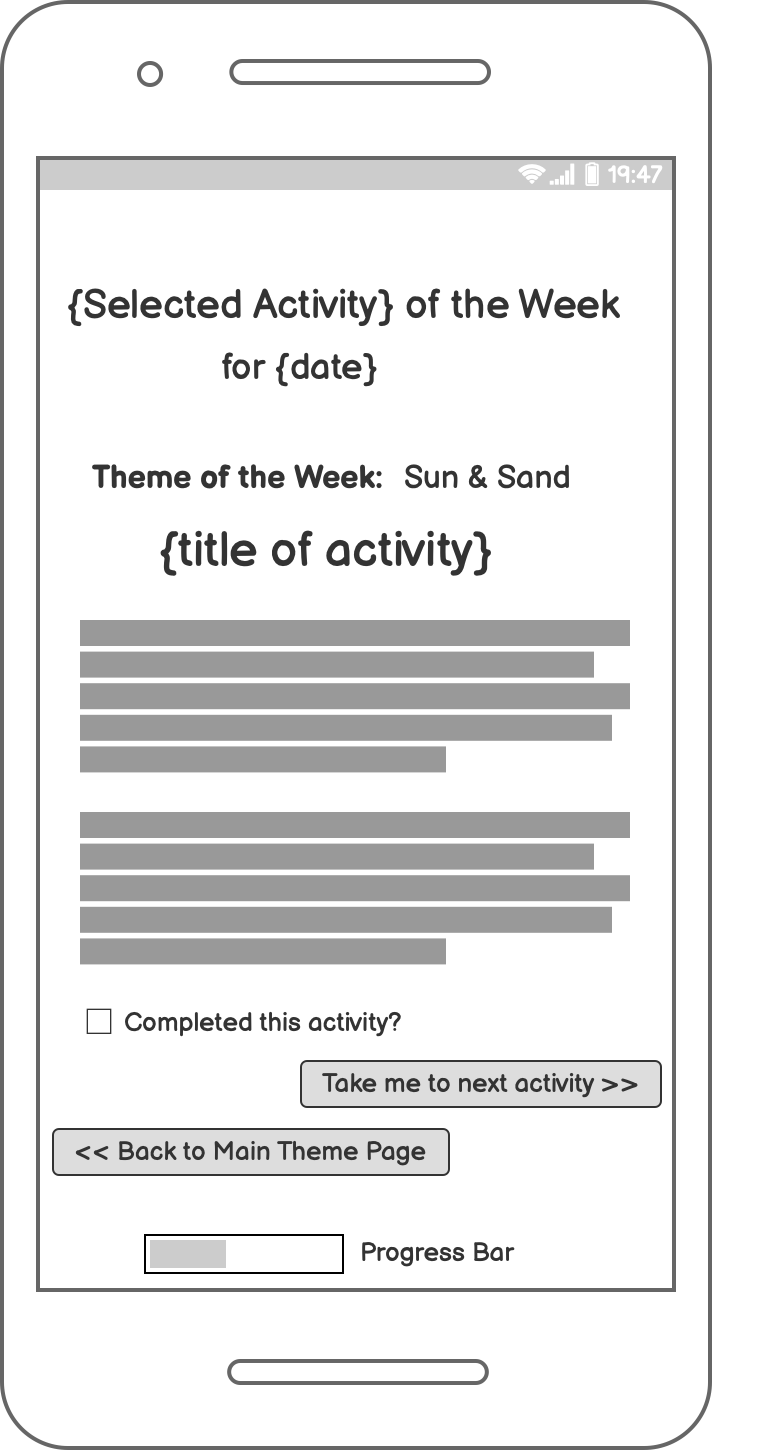 19:47
{Selected Activity} of the Week
for {date}
Theme of the Week: Sun & Sand
{title of activity}
Completed this activity?
Take me to next activity >>
<< Back to Main Theme Page
Progress Bar